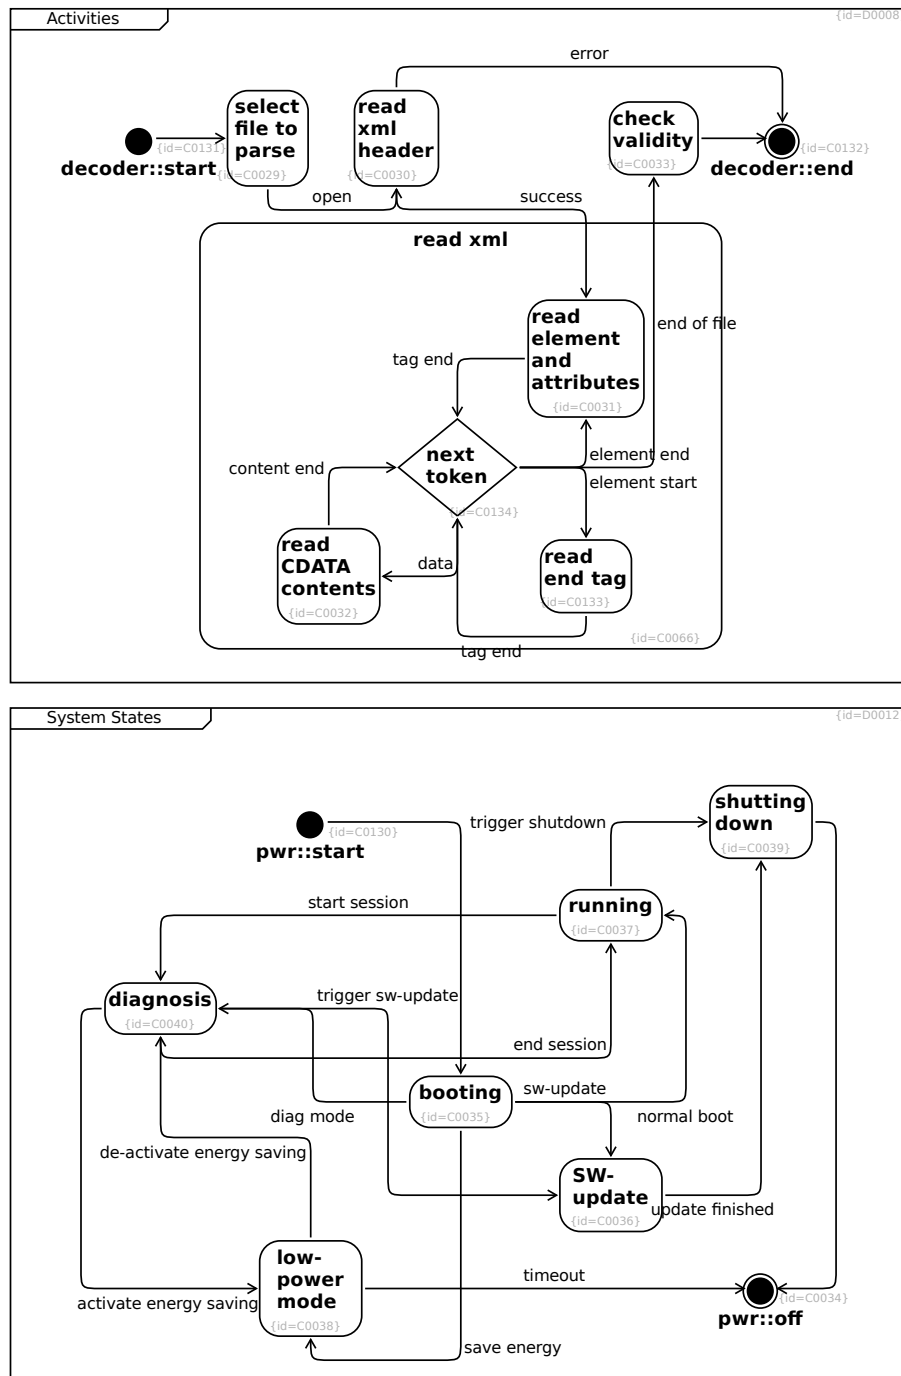 Activities
{id=D0008
error
select
file to
parse
{id=C0029}
read
xml
header
{id=C0030}
check
validity
{id=C0033}
{id=C0131}
decoder::start
{id=C0132}
decoder::end
open
success
read xml
read
element
and
attributes
{id=C0031}
end of file
tag end
next
token
{id=C0134}
content end
element end
element start
read
CDATA
contents
{id=C0032}
data
read
end tag
{id=C0133}
{id=C0066}
tag end
System States
{id=D0012
shutting
down
{id=C0039}
{id=C0130}
pwr::start
trigger shutdown
start session
running
{id=C0037}
diagnosis
{id=C0040}
trigger sw-update
end session
booting
{id=C0035}
sw-update
diag mode
normal boot
de-activate energy saving
SW-
update
{id=C0036}
update finished
low-
power
mode
{id=C0038}
timeout
activate energy saving
{id=C0034}
pwr::off
save energy